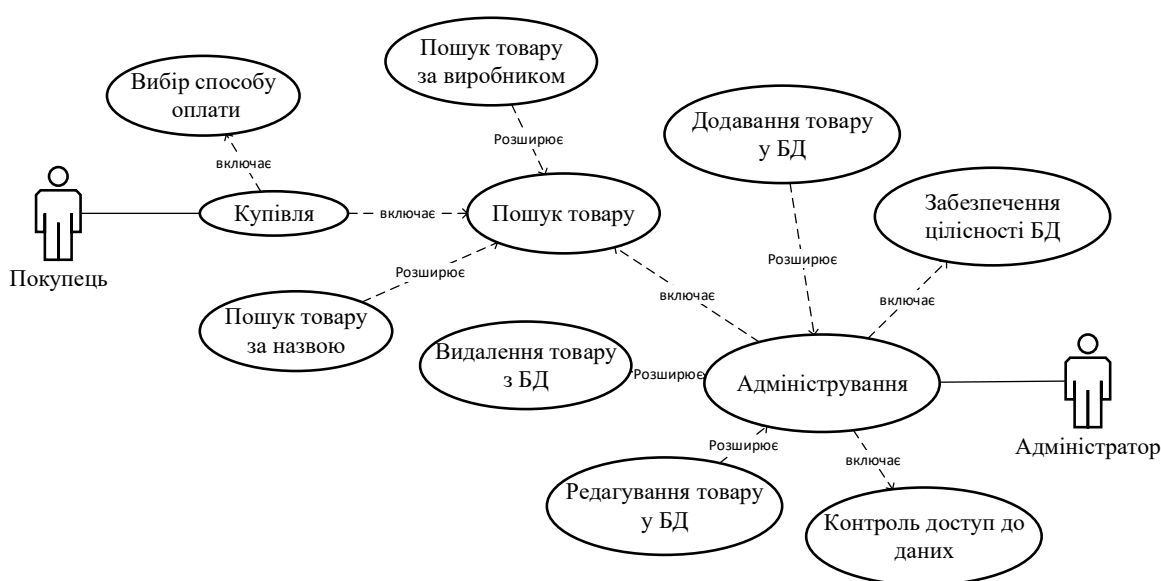 Пошук товару
за виробником
Вибір способу
оплати
Додавання товару
у БД
Розширює
включає
Забезпечення
цілісності БД
Купівля
включає
Пошук товару
Покупець
Розширює
Розширює
включає
включає
Пошук товару
за назвою
Видалення товару
з БД
Розширює
Адміністрування
Адміністратор
Розширює
включає
Редагування товару
у БД
Контроль доступ до
даних